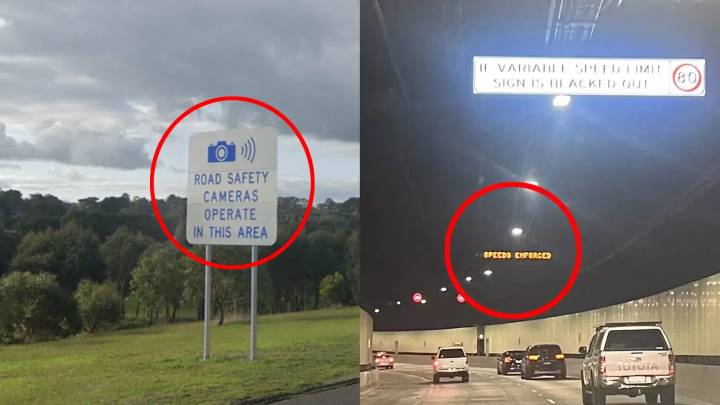 ROAD SAFETY
CAMERAS
OPERATE
IN THIS AREA
IF VARIABLE SPEED LIMIT
SIGN IS BLACKED OUT
80
SPEEDS ENFORCED
TOYOTA